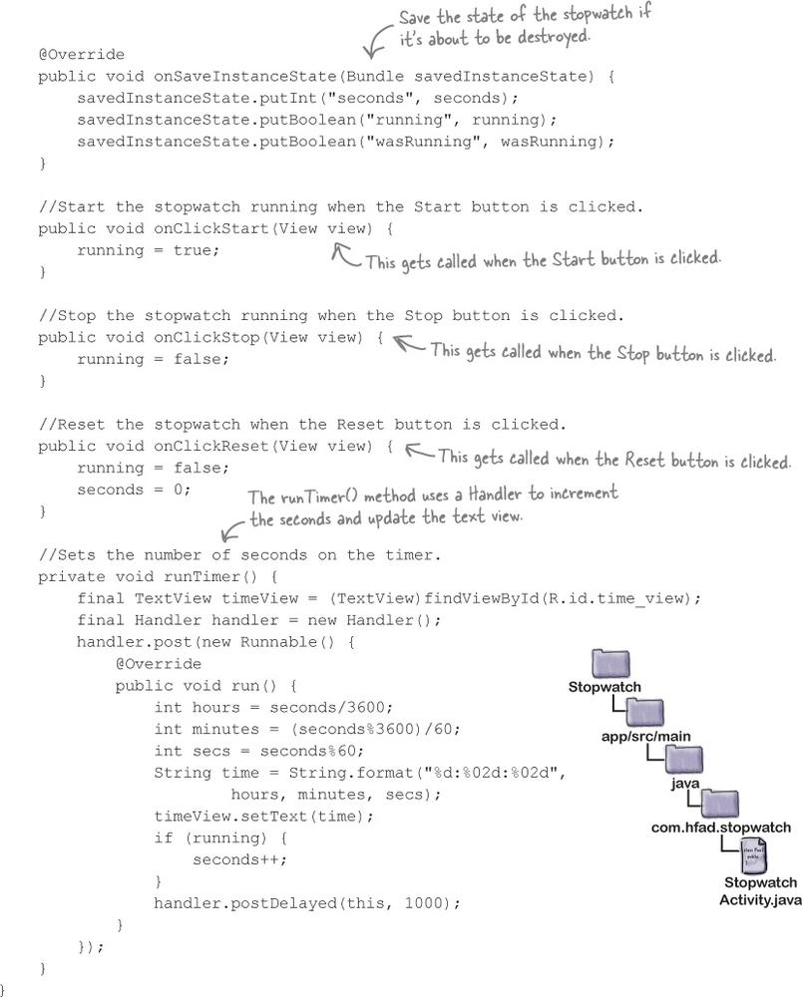 Save the state of the stopwatch if
it's about to be destroyed.
@Override
public void onSaveInstanceState(Bundle savedInstanceState) {
savedInstanceState.putInt("seconds", seconds);
savedInstanceState.putBoolean("running", running);
savedInstanceState.putBoolean("wasRunning", wasRunning);
}
//Start the stopwatch running when the Start button is clicked.
public void onClickStart(View view) {
running = true;
This gets called when the Start button is clicked.
}
//Stop the stopwatch running when the Stop button is clicked.
public void onClickStop(View view) {
This gets called when the Stop button is clicked.
running = false;
}
//Reset the stopwatch when the Reset button is clicked.
public void onClickReset(View view) {
This gets called when the Reset button is clicked.
running = false;
seconds = 0;
}
The runTimer() method uses a Handler to increment
the seconds and update the text view.
//Sets the number of seconds on the timer.
private void runTimer() {
final TextView timeView = (TextView)findViewById(R.id.time_view);
final Handler handler = new Handler();
handler.post(new Runnable() {
@Override
public void run() {
int hours = seconds/3600;
int minutes = (seconds%3600)/60;
int secs = seconds%60;
String time = String.format("%d:%02d:%02d",
hours, minutes, secs);
timeView.setText(time);
if (running) {
seconds++;
}
handler.postDelayed(this, 1000);
}
});
}
}
Stopwatch
app/src/main
java
com.hfad.stopwatch
Stopwatch
Activity.java